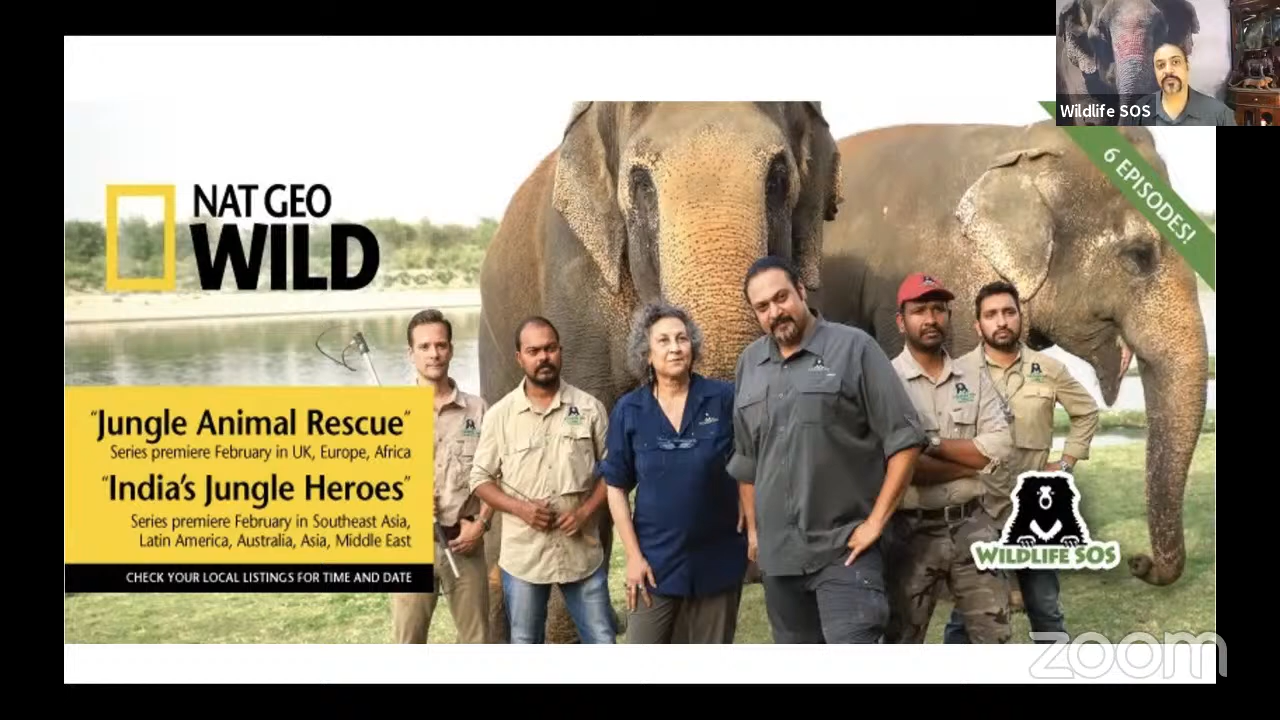 Wildlife SOS
6 EPISODES!
NAT GEO
WILD
"Jungle Animal Rescue"
Series premiere February in UK, Europe, Africa
"India's Jungle Heroes"
Series premiere February in Southeast Asia,
Latin America, Australia, Asia, Middle East
CHECK YOUR LOCAL LISTINGS FOR TIME AND DATE
WILDLIFE SOS
zoom